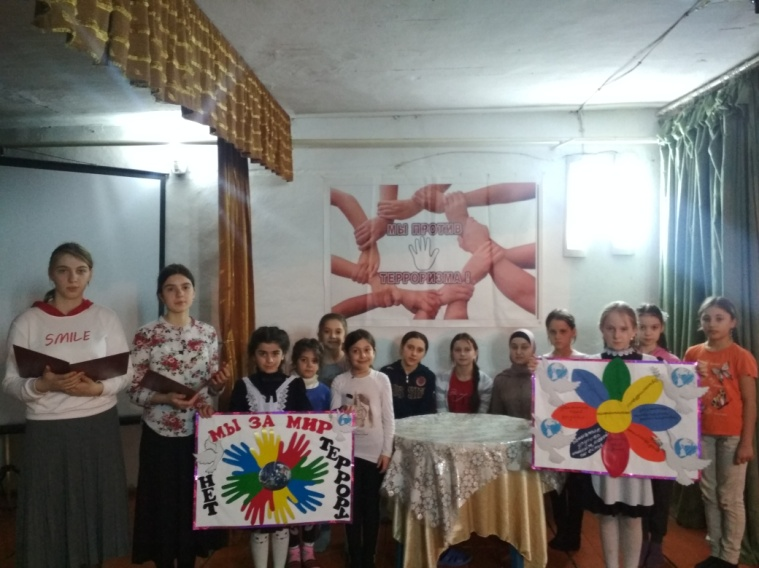 МЫ ПРОТИВ
ТЕРРОРИЗМА!
SMILE
МЫ ЗА МИР
НЕТ
ТЕРРОРУ